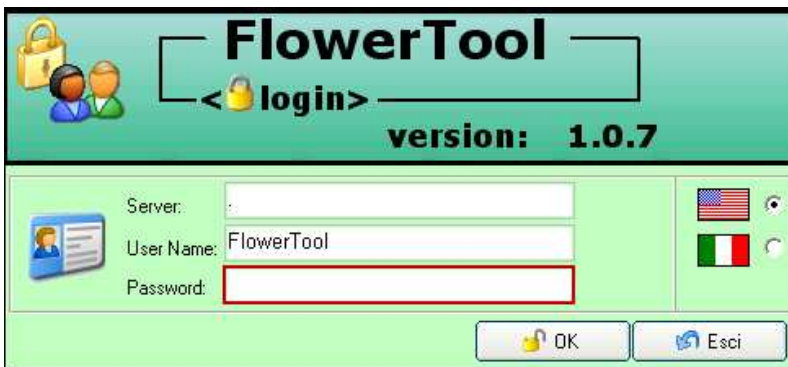 FlowerTool
<login>
version: 1.0.7
Server: .
User Name: FlowerTool
Password:
OK Esci